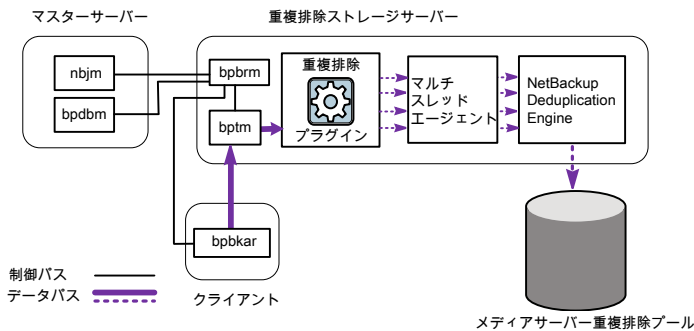 マスターサーバー
重複排除ストレージサーバー
nbjm
bpdbm
bpbrm
bptm
重複排除
プラグイン
マルチ
スレッド
エージェント
NetBackup
Deduplication
Engine
bpbkar
クライアント
制御パス
データパス
メディアサーバー重複排除プール